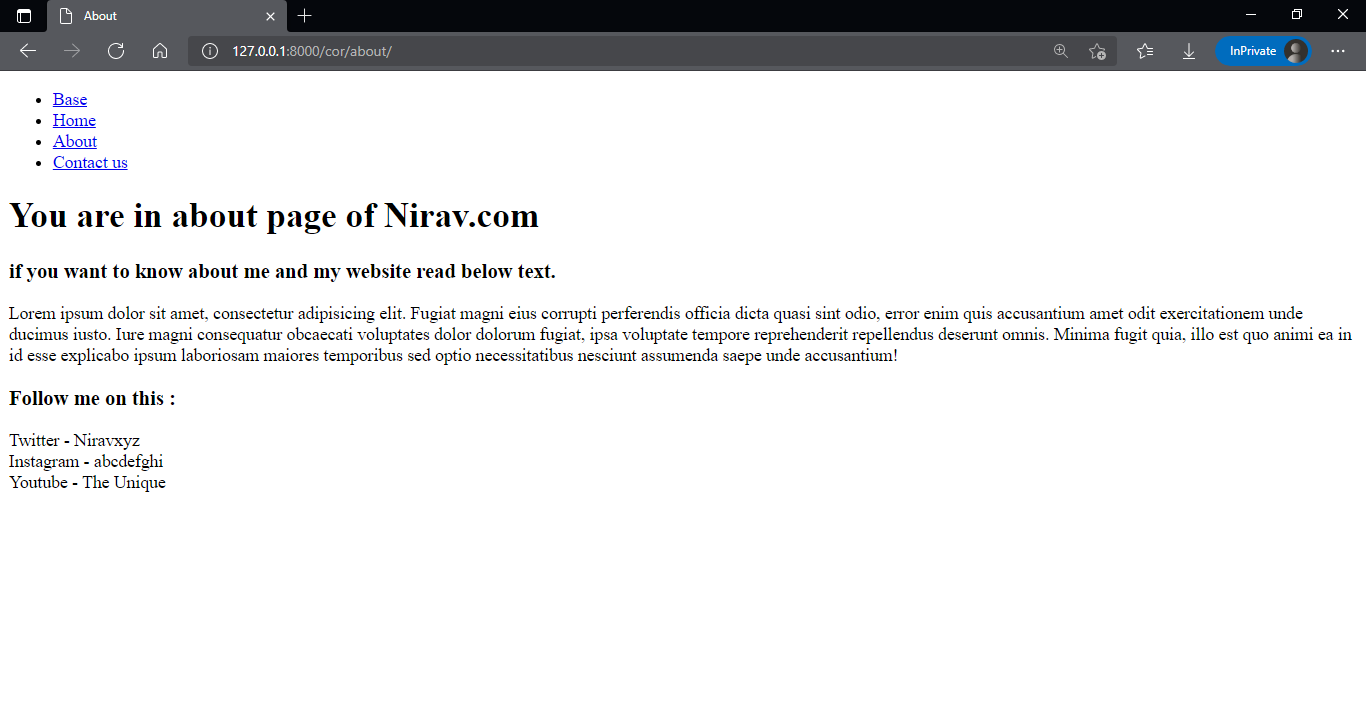 About
127.0.0.1:8000/cor/about/
InPrivate
Base
Home
About
Contact us
You are in about page of Nirav.com
if you want to know about me and my website read below text.
Lorem ipsum dolor sit amet, consectetur adipisicing elit. Fugiat magni eius corrupti perferendis officia dicta quasi sint odio, error enim quis accusantium amet odit exercitationem unde
ducimus iusto. Iure magni consequatur obcaecati voluptates dolor dolorum fugiat, ipsa voluptate tempore reprehenderit repellendus deserunt omnis. Minima fugit quia, illo est quo animi ea in
id esse explicabo ipsum laboriosam maiores temporibus sed optio necessitatibus nesciunt assumenda saepe unde accusantium!
Follow me on this :
Twitter - Niravxyz
Instagram - abcdefghi
Youtube - The Unique